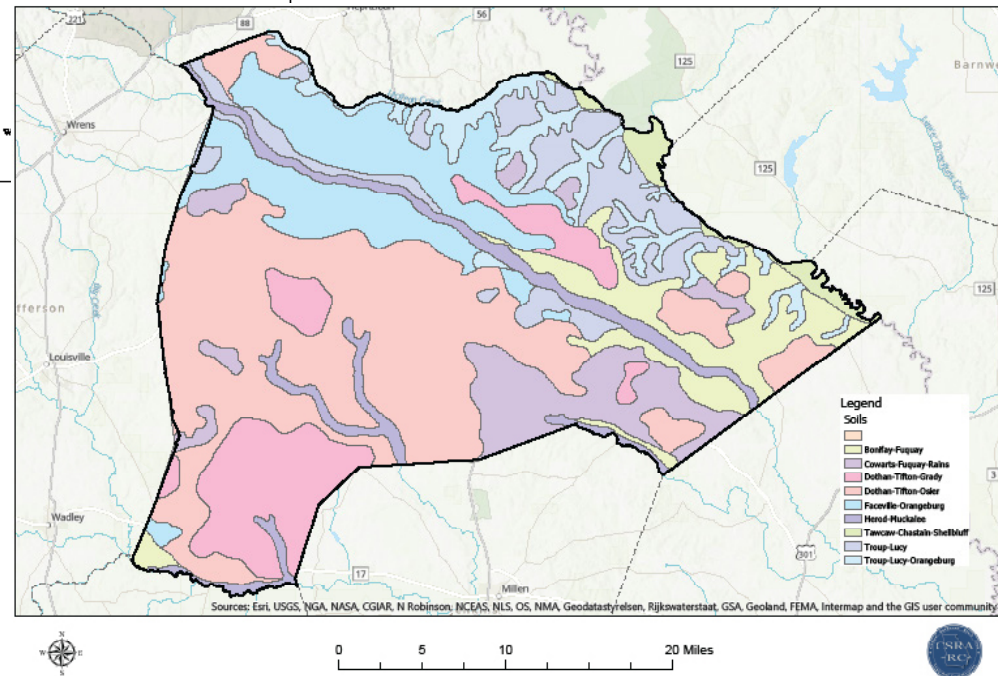 221
88
56
125
Barnw
Wrens
125
125
fferson
Louisville
Legend
Soils
Bonifay-Fuquay
Cowarts-Fuquay-Rains
Dothan-Tifton-Grady
Dothan-Tifton-Osier
Faceville-Orangeburg
Herod-Muckalee
Tawcaw-Chastain-Shellbluff
Troup-Lucy
Troup-Lucy-Orangeburg
3
Wadley
301
17
Millen
Sources: Esri, USGS, NGA, NASA, CGIAR, N Robinson, NCEAS, NLS, OS, NMA, Geodatastyrelsen, Rijkswaterstaat, GSA, Geoland, FEMA, Intermap and the GIS user community
N
W E
S
0 5 10 20 Miles
CSRA
RC